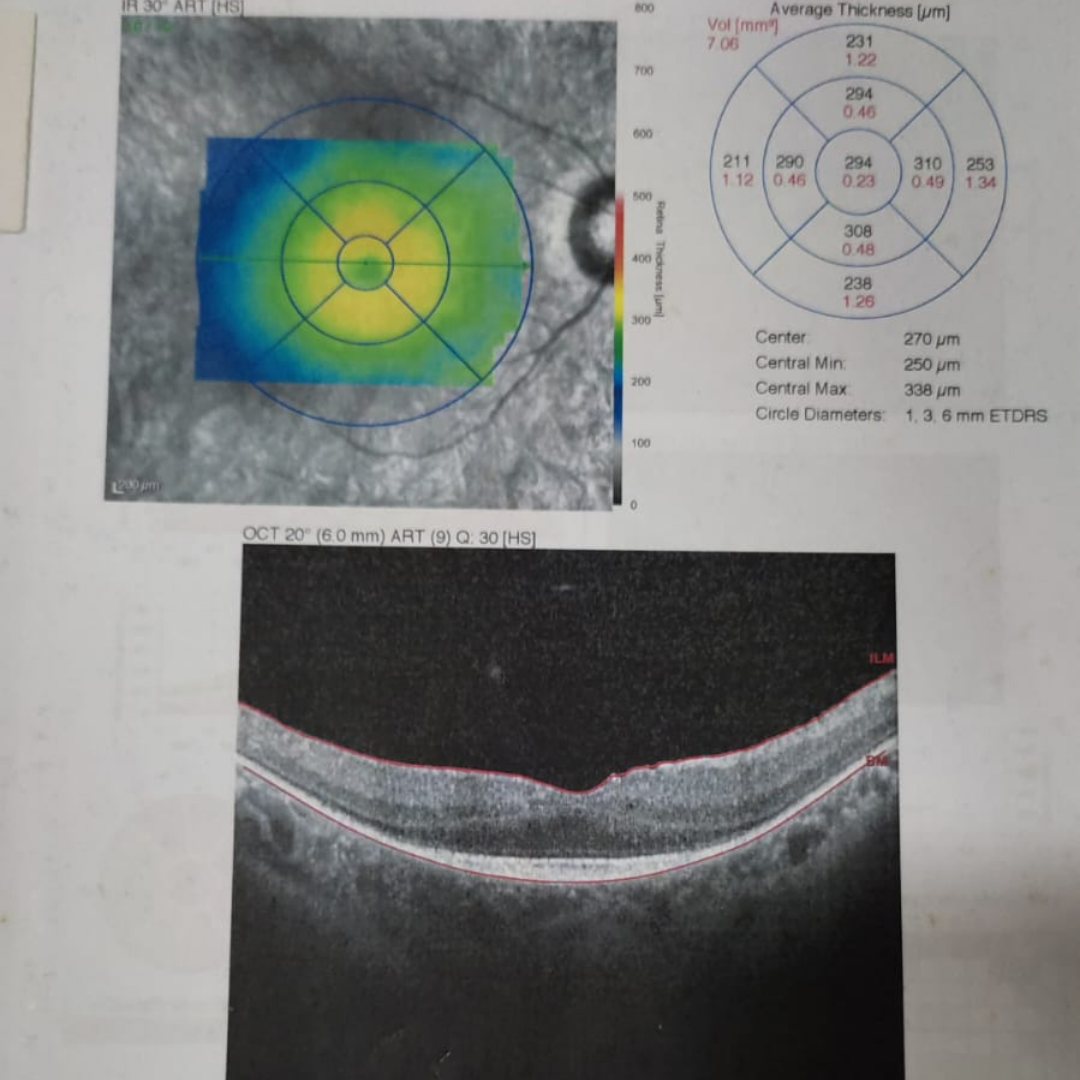 IR 30° ART [HS]
800
700
600
500
400
300
200
100
0
Retina Thickness [µm]
200 µm
Average Thickness [µm]
Vol [mm³]
7.06
231
1.22
294
0.46
211
1.12
290
0.46
294
0.23
310
0.49
253
1.34
308
0.48
238
1.26
Center: 270 µm
Central Min: 250 µm
Central Max: 338 µm
Circle Diameters: 1, 3, 6 mm ETDRS
OCT 20° (6.0 mm) ART (9) Q: 30 [HS]
ILM
BM